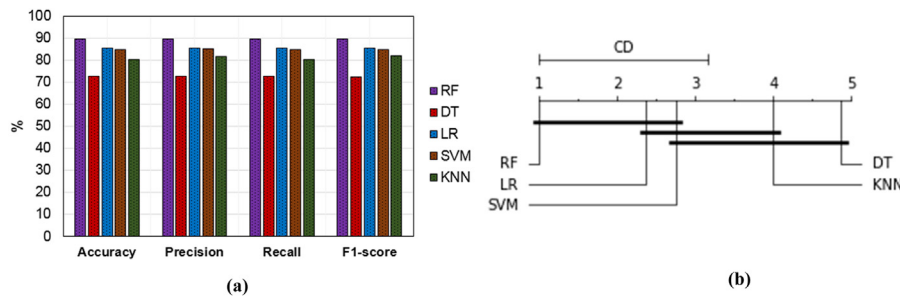 100
90
80
70
60
50
40
30
20
10
0
%
Accuracy Precision Recall F1-score
RF
DT
LR
SVM
KNN
(a)
CD
1 2 3 4 5
RF DT
LR KNN
SVM
(b)